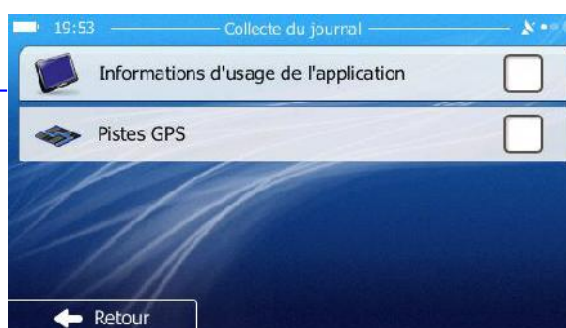 19:53 Collecte du journal
Informations d'usage de l'application
Pistes GPS
Retour